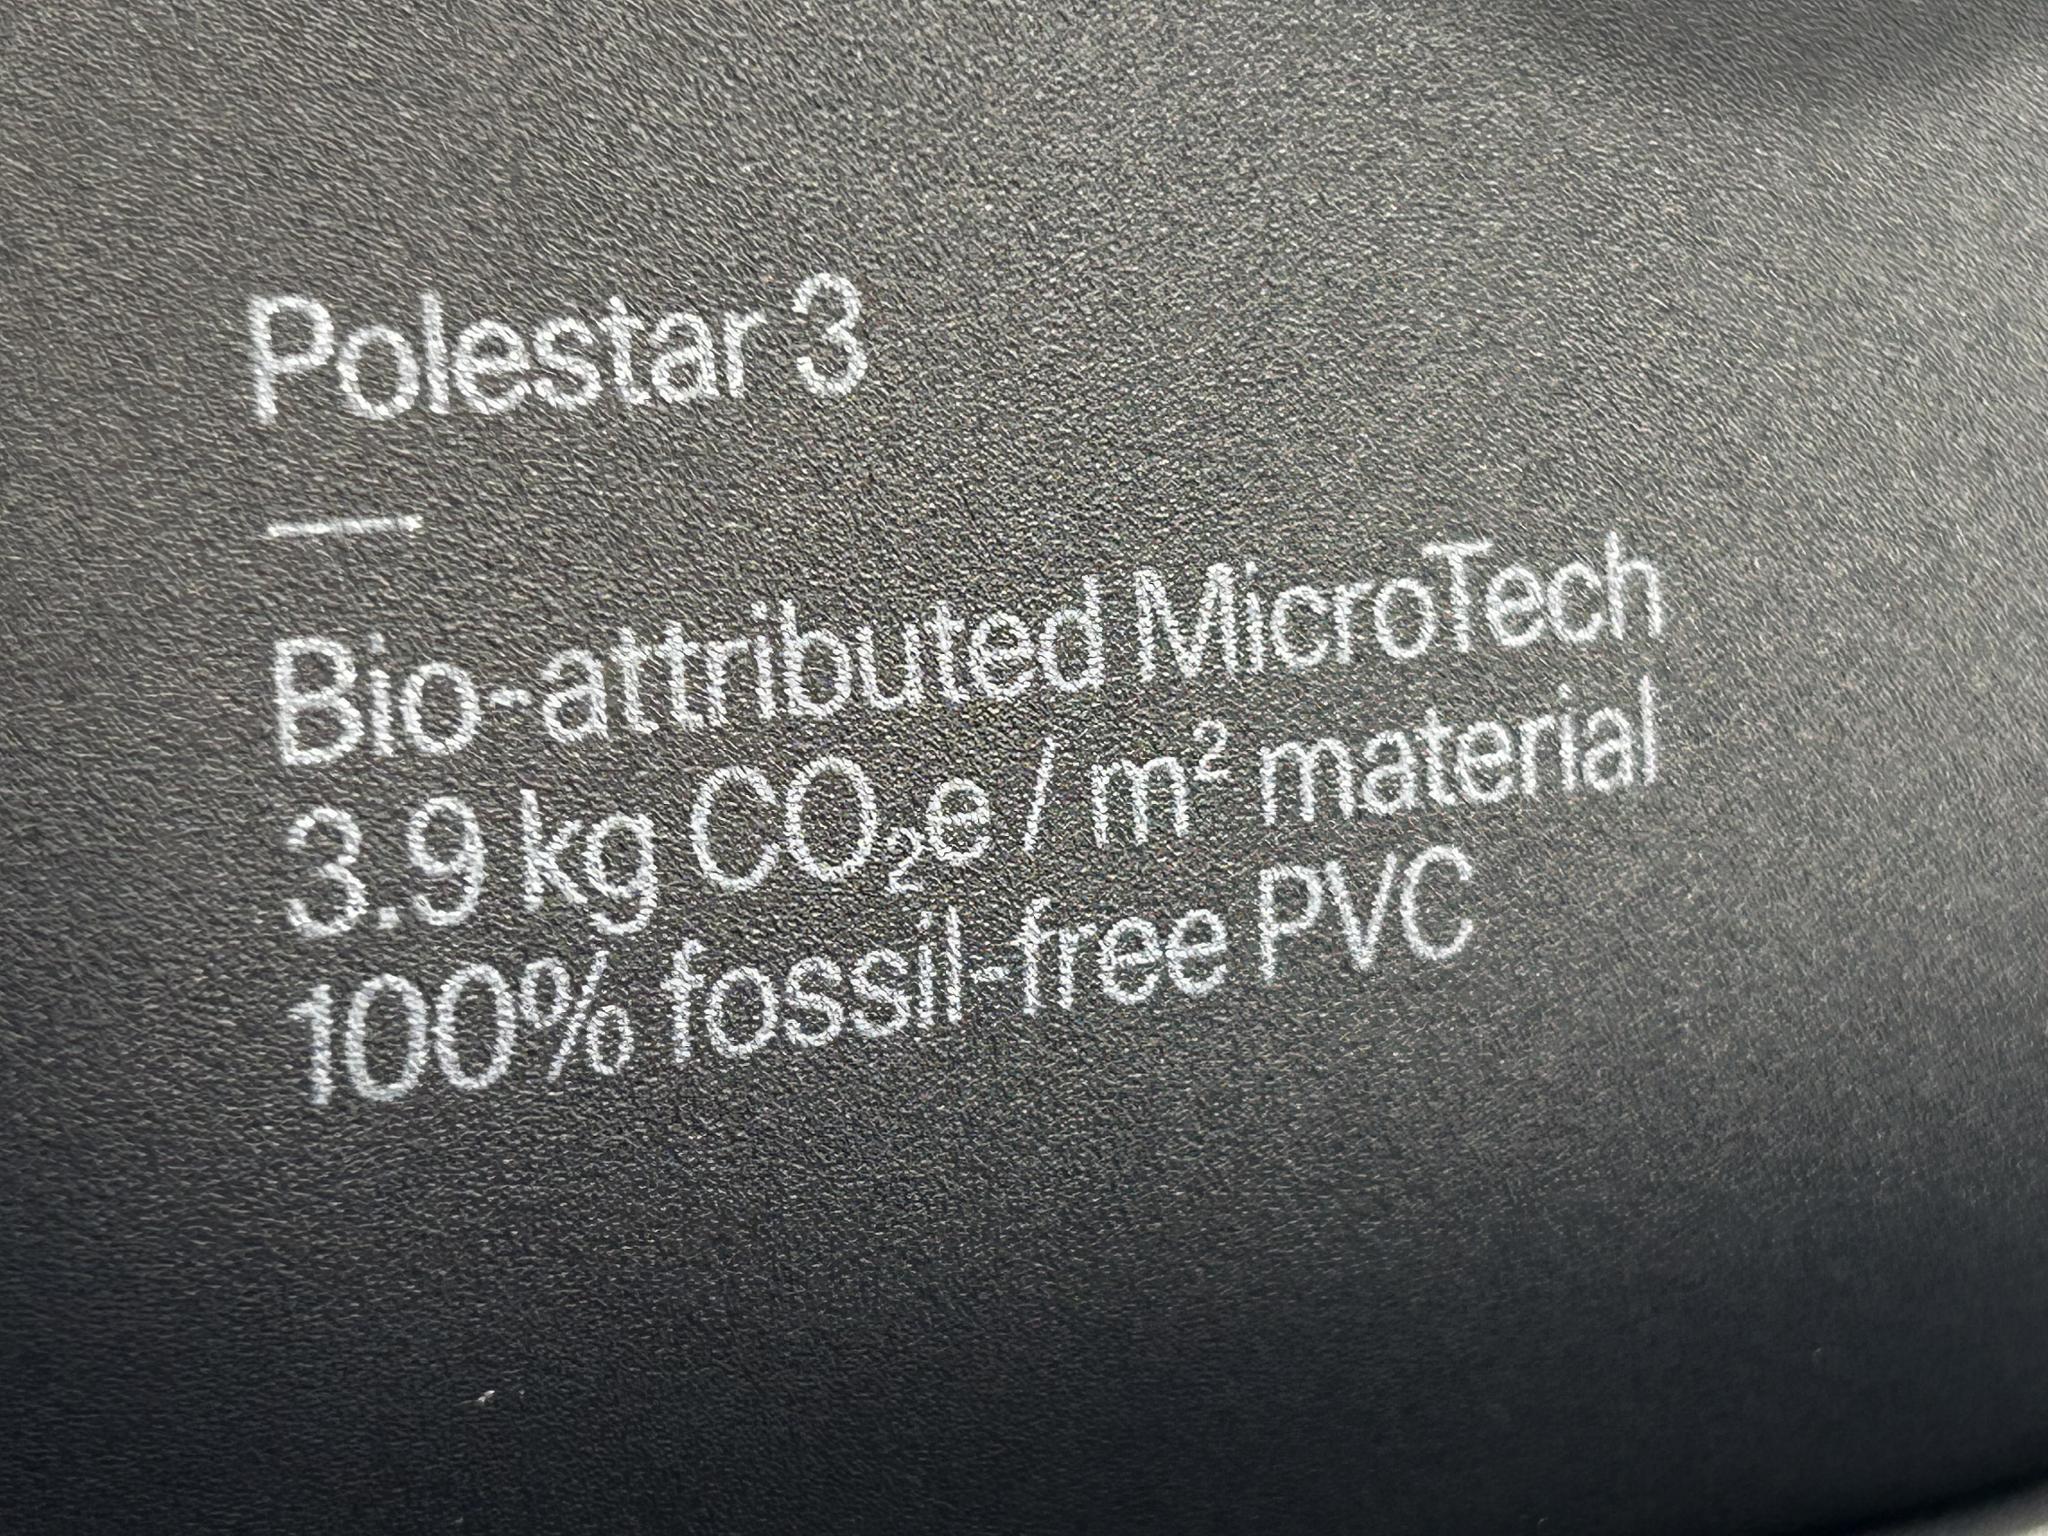 Polestar 3
Bio-attributed MicroTech
3.9 kg CO₂e / m² material
100% fossil-free PVC